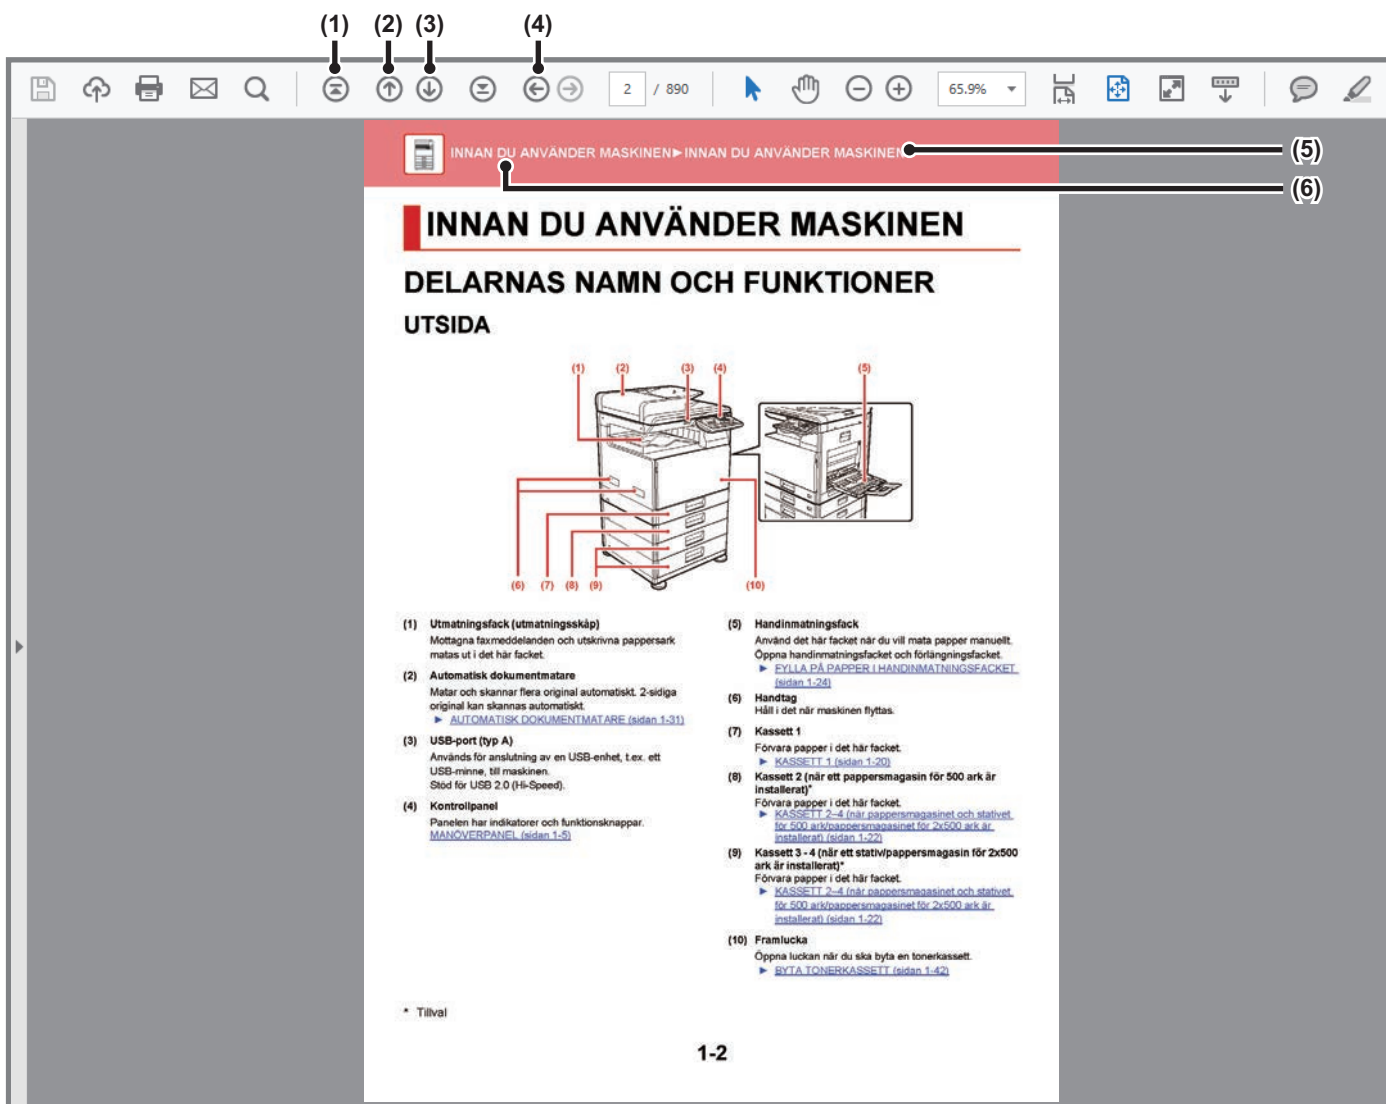 (1) (2) (3) (4)
2 / 890 65.9%
INNAN DU ANVÄNDER MASKINEN►INNAN DU ANVÄNDER MASKINEN
(5)
(6)
INNAN DU ANVÄNDER MASKINEN
DELARNAS NAMN OCH FUNKTIONER
UTSIDA
(1) (2) (3) (4) (5)
(6) (7) (8) (9) (10)
(1) Utmatningsfack (utmatningsskåp)
Mottagna faxmeddelanden och utskrivna pappersark
matas ut i det här facket.
(2) Automatisk dokumentmatare
Matar och skannar flera original automatiskt. 2-sidiga
original kan skannas automatiskt.
► AUTOMATISK DOKUMENTMATARE (sidan 1-31)
(3) USB-port (typ A)
Används för anslutning av en USB-enhet, t.ex. ett
USB-minne, till maskinen.
Stöd för USB 2.0 (Hi-Speed).
(4) Kontrollpanel
Panelen har indikatorer och funktionsknappar.
MANÖVERPANEL (sidan 1-5)
(5) Handinmatningsfack
Använd det här facket när du vill mata papper manuellt.
Öppna handinmatningsfacket och förlängningsfacket.
► FYLLA PÅ PAPPER I HANDINMATNINGSFACKET
(sidan 1-24)
(6) Handtag
Håll i det när maskinen flyttas.
(7) Kassett 1
Förvara papper i det här facket.
► KASSETT 1 (sidan 1-20)
(8) Kassett 2 (när ett pappersmagasin för 500 ark är
installerat)*
Förvara papper i det här facket.
► KASSETT 2–4 (när pappersmagasinet och stativet
för 500 ark/pappersmagasinet för 2x500 ark är
installerat) (sidan 1-22)
(9) Kassett 3 - 4 (när ett stativ/pappersmagasin för 2x500
ark är installerat)*
Förvara papper i det här facket.
► KASSETT 2–4 (när pappersmagasinet och stativet
för 500 ark/pappersmagasinet för 2x500 ark är
installerat) (sidan 1-22)
(10) Framlucka
Öppna luckan när du ska byta en tonerkassett.
► BYTA TONERKASSETT (sidan 1-42)
* Tillval
1-2